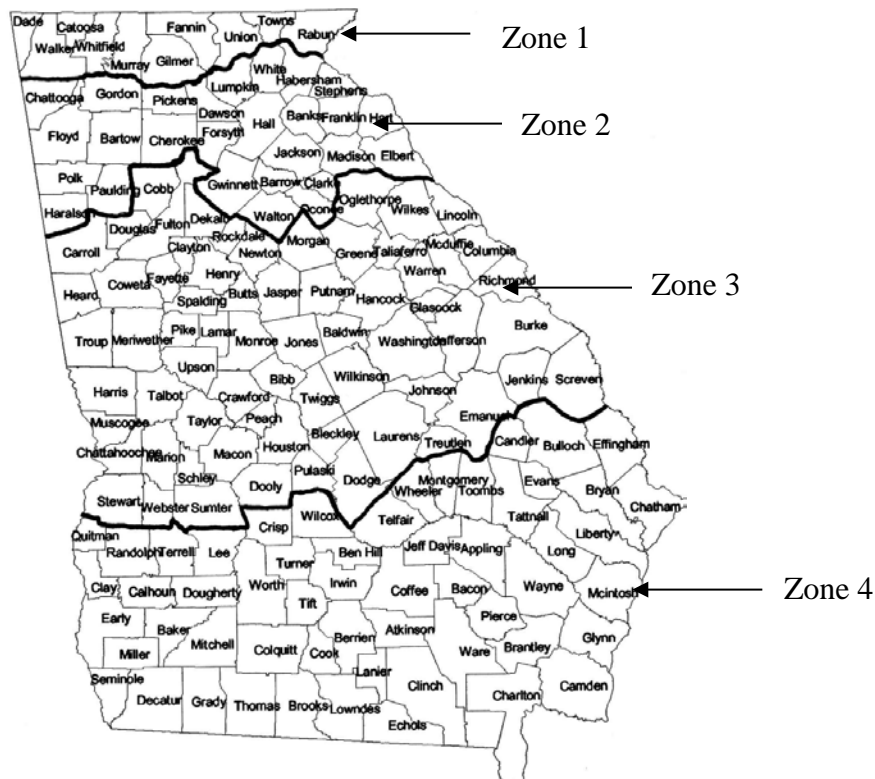 Dade Catoosa Fannin Towns
Walker Whitfield Union Rabun Zone 1
Murray Gilmer
White
Lumpkin Habersham
Chattooga Gordon Pickens Stephens
Dawson
Floyd Bartow Cherokee Forsyth Hall Banks Franklin Hart Zone 2
Jackson Madison Elbert
Polk Paulding Cobb Gwinnett Barrow Clarke
Haralson Oglethorpe
Douglas Fulton Dekalb Walton Oconee Wilkes Lincoln
Carroll Clayton Rockdale Morgan
Newton Greene Taliaferro Mcduffie Columbia
Heard Coweta Fayette Henry Warren Richmond Zone 3
Spalding Butts Jasper Putnam Hancock
Glascock
Troup Meriwether Pike Lamar Monroe Jones Baldwin Washington Jefferson Burke
Upson
Harris Talbot Crawford Bibb Wilkinson Johnson Jenkins Screven
Twiggs
Muscogee Taylor Peach Emanuel
Chattahoochee Marion Macon Houston Bleckley Laurens Treutlen Candler Bulloch Effingham
Schley Pulaski
Stewart Dooly Dodge Montgomery
Webster Sumter Wheeler Toombs Evans Bryan Chatham
Quitman Crisp Wilcox Telfair Tattnall
Randolph Terrell Lee Ben Hill Jeff Davis Appling Long Liberty
Turner
Clay Calhoun Dougherty Worth Irwin Coffee Bacon Wayne Mcintosh Zone 4
Early Tift Pierce
Baker Mitchell Berrien Atkinson Glynn
Miller Colquitt Cook Ware Brantley
Seminole Lanier
Decatur Grady Thomas Brooks Lowndes Clinch Charlton Camden
Echols